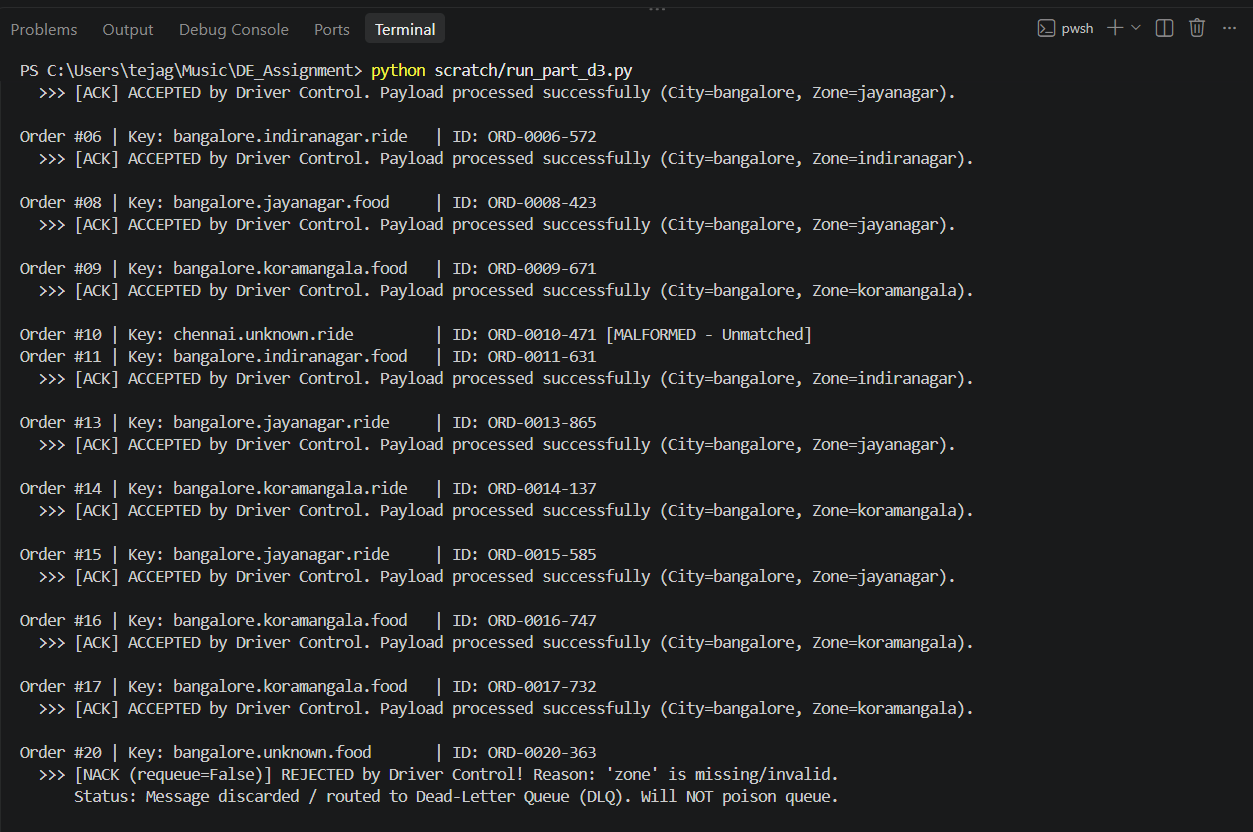 Problems Output Debug Console Ports Terminal pwsh
PS C:\Users\tejag\Music\DE_Assignment> python scratch/run_part_d3.py
>>> [ACK] ACCEPTED by Driver Control. Payload processed successfully (City=bangalore, Zone=jayanagar).
Order #06 | Key: bangalore.indiranagar.ride | ID: ORD-0006-572
>>> [ACK] ACCEPTED by Driver Control. Payload processed successfully (City=bangalore, Zone=indiranagar).
Order #08 | Key: bangalore.jayanagar.food | ID: ORD-0008-423
>>> [ACK] ACCEPTED by Driver Control. Payload processed successfully (City=bangalore, Zone=jayanagar).
Order #09 | Key: bangalore.koramangala.food | ID: ORD-0009-671
>>> [ACK] ACCEPTED by Driver Control. Payload processed successfully (City=bangalore, Zone=koramangala).
Order #10 | Key: chennai.unknown.ride | ID: ORD-0010-471 [MALFORMED - Unmatched]
Order #11 | Key: bangalore.indiranagar.food | ID: ORD-0011-631
>>> [ACK] ACCEPTED by Driver Control. Payload processed successfully (City=bangalore, Zone=indiranagar).
Order #13 | Key: bangalore.jayanagar.ride | ID: ORD-0013-865
>>> [ACK] ACCEPTED by Driver Control. Payload processed successfully (City=bangalore, Zone=jayanagar).
Order #14 | Key: bangalore.koramangala.ride | ID: ORD-0014-137
>>> [ACK] ACCEPTED by Driver Control. Payload processed successfully (City=bangalore, Zone=koramangala).
Order #15 | Key: bangalore.jayanagar.ride | ID: ORD-0015-585
>>> [ACK] ACCEPTED by Driver Control. Payload processed successfully (City=bangalore, Zone=jayanagar).
Order #16 | Key: bangalore.koramangala.food | ID: ORD-0016-747
>>> [ACK] ACCEPTED by Driver Control. Payload processed successfully (City=bangalore, Zone=koramangala).
Order #17 | Key: bangalore.koramangala.food | ID: ORD-0017-732
>>> [ACK] ACCEPTED by Driver Control. Payload processed successfully (City=bangalore, Zone=koramangala).
Order #20 | Key: bangalore.unknown.food | ID: ORD-0020-363
>>> [NACK (requeue=False)] REJECTED by Driver Control! Reason: 'zone' is missing/invalid.
Status: Message discarded / routed to Dead-Letter Queue (DLQ). Will NOT poison queue.